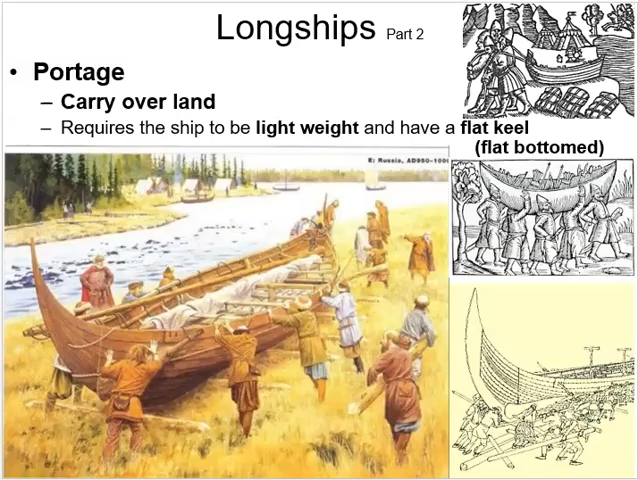 Longships Part 2
• Portage
– Carry over land
– Requires the ship to be light weight and have a flat keel
(flat bottomed)
E: Russia, AD950-100